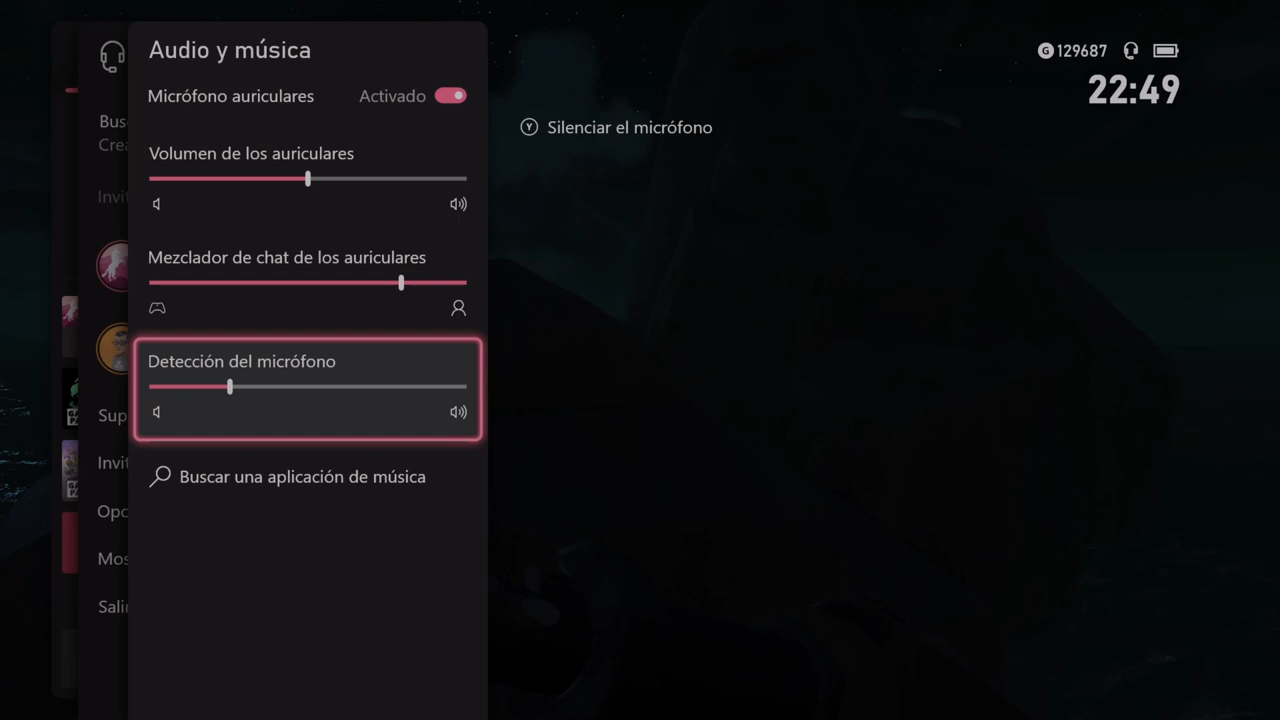 Audio y música
Micrófono auriculares Activado
Volumen de los auriculares
Mezclador de chat de los auriculares
Detección del micrófono
Buscar una aplicación de música
Y Silenciar el micrófono
G 129687
22:49